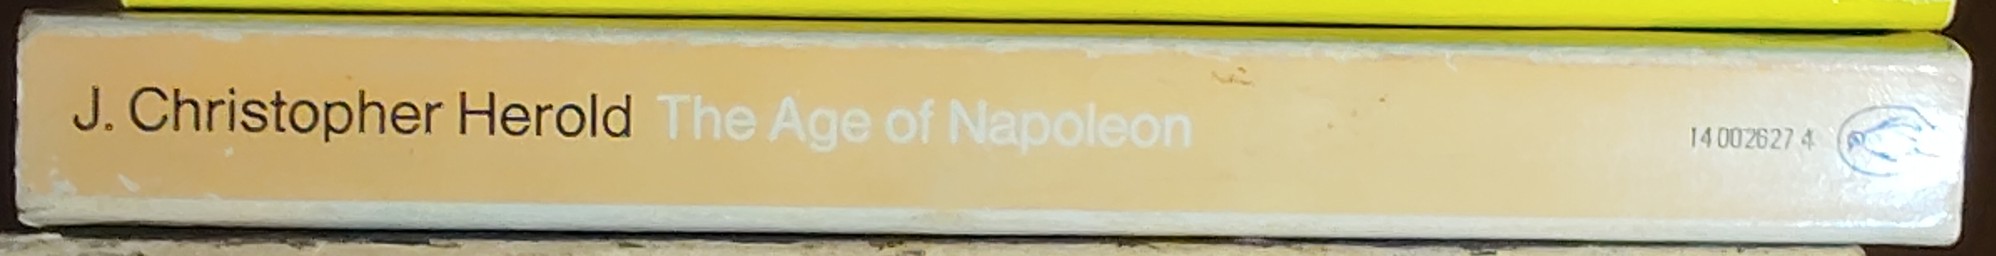 J. Christopher Herold The Age of Napoleon
14 002627 4